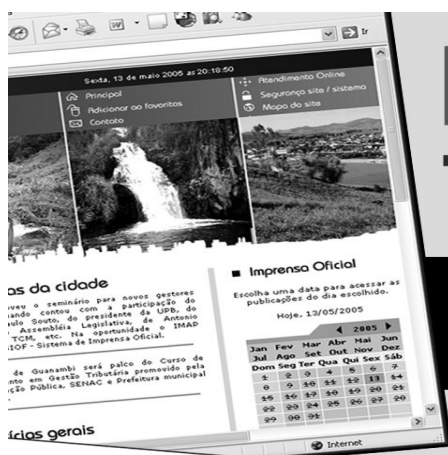 Ir
Sexta, 13 de maio 2005 as 20:18:50
Principal
Adicionar ao favoritos
Contato
Atendimento Online
Segurança site / sistema
Mapa do site
as da cidade
oveu o seminário para novos gestores
uando contou com a participação do
aulo Souto, do presidente da UPB, do
Assembléia Legislativa, de Antonio
TCM, etc. Na oportunidade o IMAP
SIOF - Sistema de Imprensa Oficial.
de Guanambi será palco do Curso de
nto em Gestão Tributária promovido pela
ção Pública, SENAC e Prefeitura municipal
ícias gerais
Imprensa Oficial
Escolha uma data para acessar as
publicações do dia escolhido.
Hoje, 13/05/2005
2005
Jan Fev Mar Abr Mai Jun
Jul Ago Set Out Nov Dez
Dom Seg Ter Qua Qui Sex Sáb
1 2 3 4 5 6 7
8 9 10 11 12 13 14
15 16 17 18 19 20 21
22 23 24 25 26 27 28
29 30 31
Internet